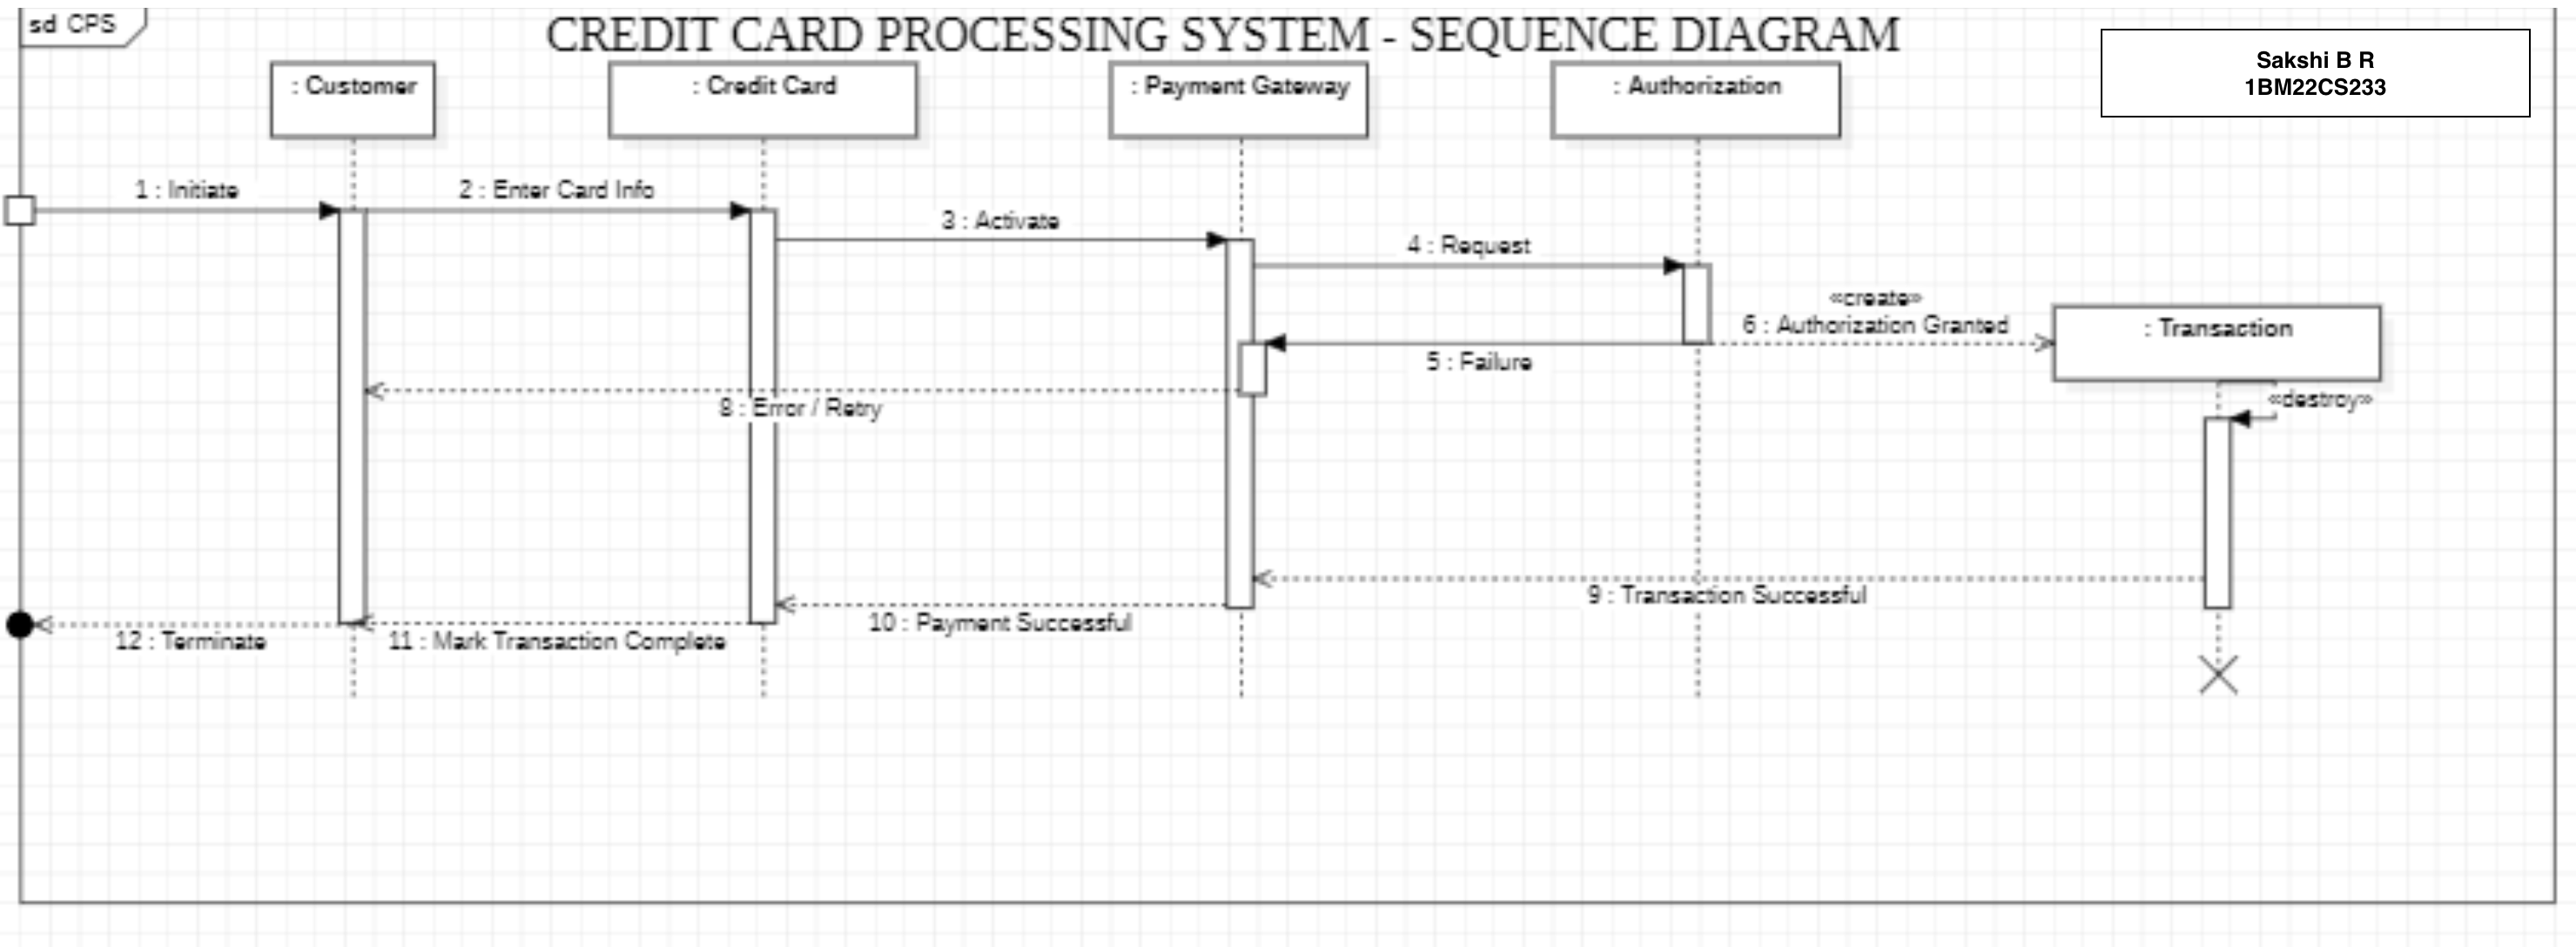 sd CPS
CREDIT CARD PROCESSING SYSTEM - SEQUENCE DIAGRAM
Sakshi B R
1BM22CS233
: Customer
: Credit Card
: Payment Gateway
: Authorization
1 : Initiate
2 : Enter Card Info
3 : Activate
4 : Request
«create»
6 : Authorization Granted
: Transaction
5 : Failure
«destroy»
8 : Error / Retry
9 : Transaction Successful
10 : Payment Successful
11 : Mark Transaction Complete
12 : Terminate